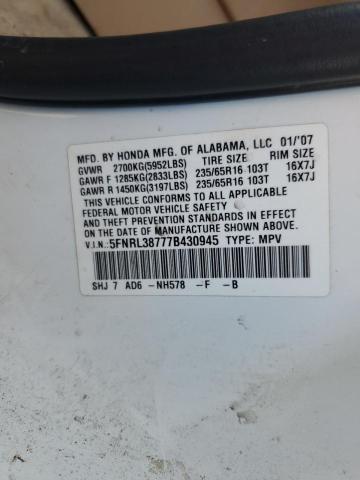 MFD. BY HONDA MFG. OF ALABAMA, LLC 01/'07
GVWR 2700KG(5952LBS) TIRE SIZE RIM SIZE
GAWR F 1285KG(2833LBS) 235/65R16 103T 16X7J
GAWR R 1450KG(3197LBS) 235/65R16 103T 16X7J
THIS VEHICLE CONFORMS TO ALL APPLICABLE
FEDERAL MOTOR VEHICLE SAFETY, BUMPER,
AND THEFT PREVENTION STANDARDS IN EFFECT
ON THE DATE OF MANUFACTURE SHOWN ABOVE.
V.I.N.:5FNRL38777B430945 TYPE: MPV
SHJ 7 AD6 -NH578 -F -B